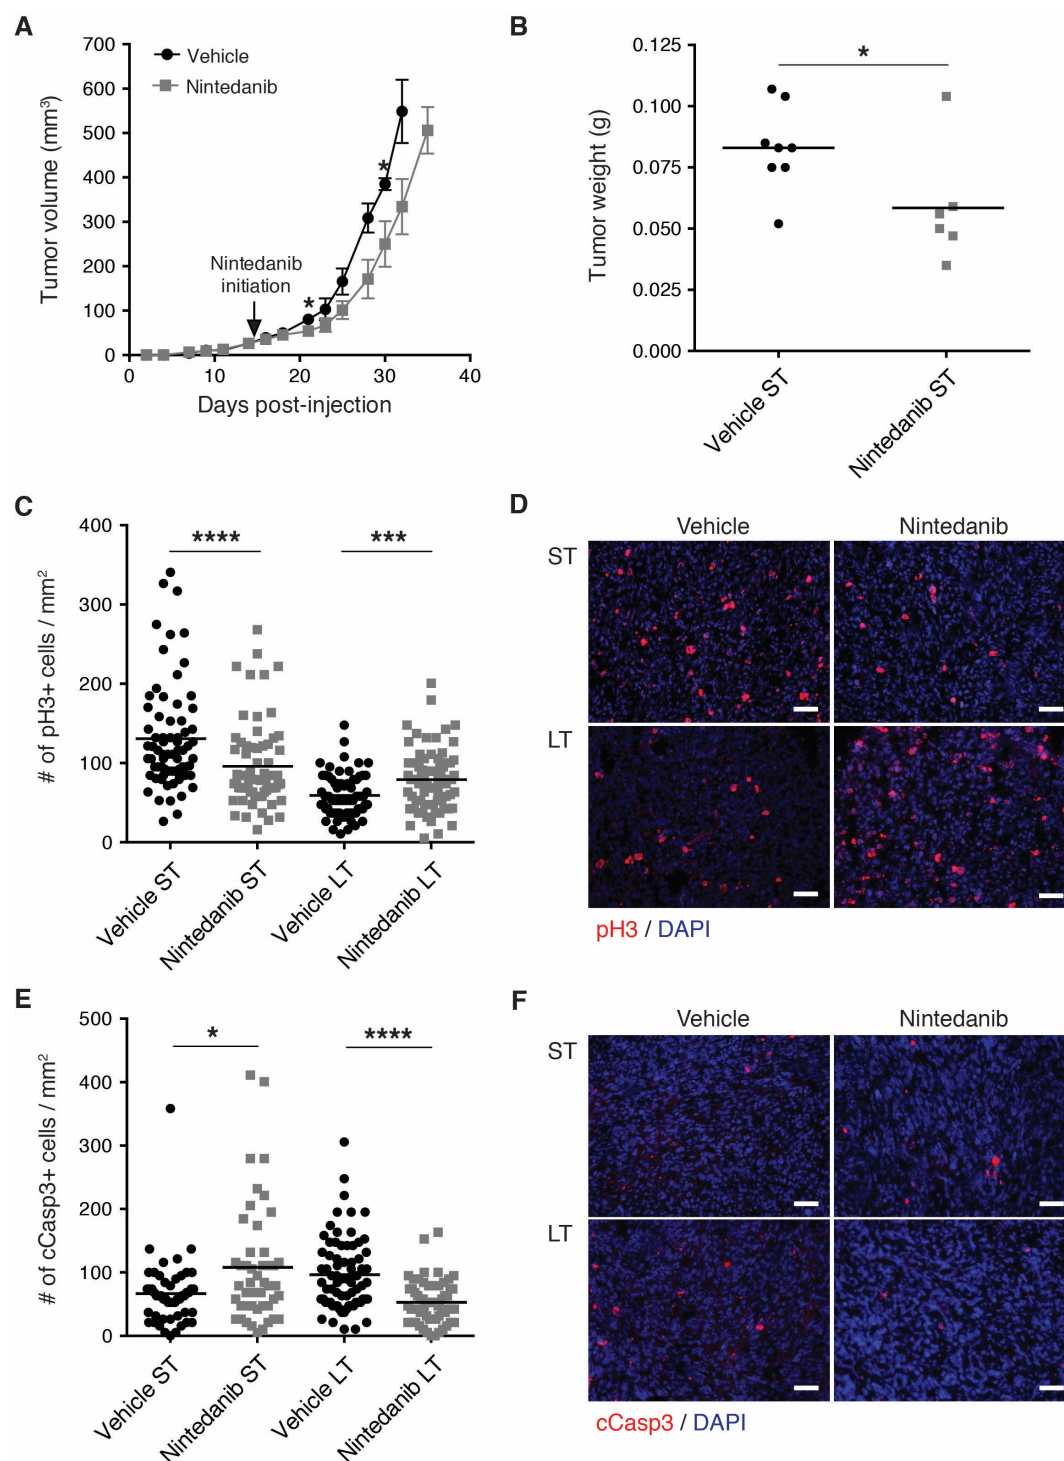 A
700
600
500
400
300
200
100
0
Tumor volume (mm³)
Vehicle
Nintedanib
Nintedanib
initiation
*
*
0 10 20 30 40
Days post-injection
B
0.125
0.100
0.075
0.050
0.025
0.000
Tumor weight (g)
*
Vehicle ST
Nintedanib ST
C
400
300
200
100
0
# of pH3+ cells / mm²
****
***
Vehicle ST
Nintedanib ST
Vehicle LT
Nintedanib LT
D
Vehicle Nintedanib
ST
LT
pH3 / DAPI
E
500
400
300
200
100
0
# of cCasp3+ cells / mm²
*
****
Vehicle ST
Nintedanib ST
Vehicle LT
Nintedanib LT
F
Vehicle Nintedanib
ST
LT
cCasp3 / DAPI